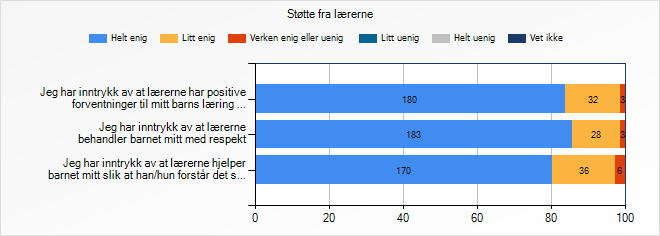 Støtte fra lærerne
Helt enig Litt enig Verken enig eller uenig Litt uenig Helt uenig Vet ikke
Jeg har inntrykk av at lærerne har positive
forventninger til mitt barns læring ...
180 32 3
Jeg har inntrykk av at lærerne
behandler barnet mitt med respekt
183 28 3
Jeg har inntrykk av at lærerne hjelper
barnet mitt slik at han/hun forstår det s...
170 36 6
0 20 40 60 80 100